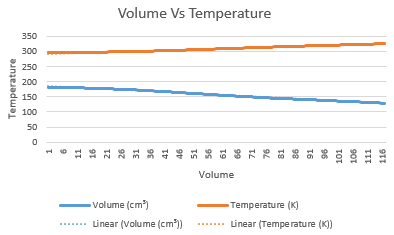 Volume Vs Temperature
350
300
250
200
150
100
50
0
Temperature
1 6 11 16 21 26 31 36 41 46 51 56 61 66 71 76 81 86 91 96 101 106 111 116
Volume
Volume (cm³) Temperature (K)
Linear (Volume (cm³)) Linear (Temperature (K))